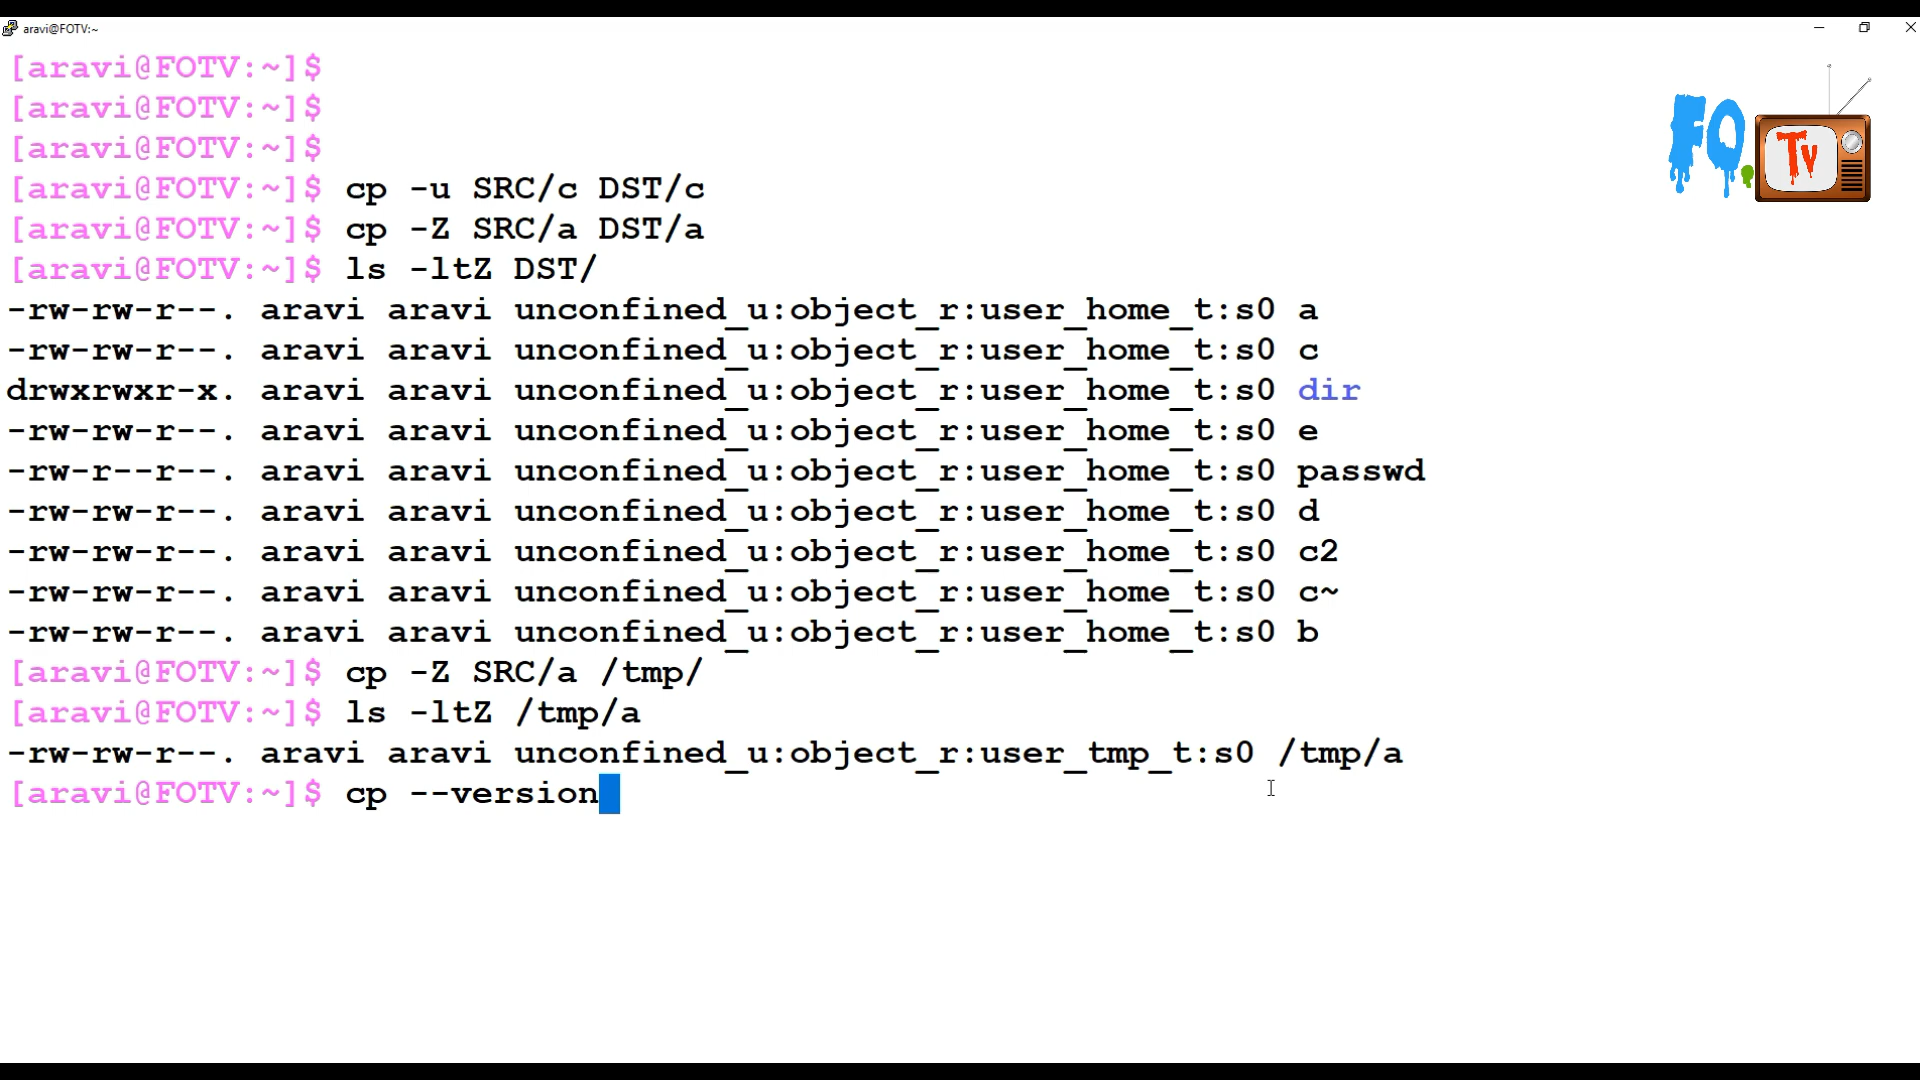 aravi@FOTV:~
[aravi@FOTV:~]$
[aravi@FOTV:~]$
[aravi@FOTV:~]$
[aravi@FOTV:~]$ cp -u SRC/c DST/c
[aravi@FOTV:~]$ cp -Z SRC/a DST/a
[aravi@FOTV:~]$ ls -ltZ DST/
-rw-rw-r--. aravi aravi unconfined_u:object_r:user_home_t:s0 a
-rw-rw-r--. aravi aravi unconfined_u:object_r:user_home_t:s0 c
drwxrwxr-x. aravi aravi unconfined_u:object_r:user_home_t:s0 dir
-rw-rw-r--. aravi aravi unconfined_u:object_r:user_home_t:s0 e
-rw-r--r--. aravi aravi unconfined_u:object_r:user_home_t:s0 passwd
-rw-rw-r--. aravi aravi unconfined_u:object_r:user_home_t:s0 d
-rw-rw-r--. aravi aravi unconfined_u:object_r:user_home_t:s0 c2
-rw-rw-r--. aravi aravi unconfined_u:object_r:user_home_t:s0 c~
-rw-rw-r--. aravi aravi unconfined_u:object_r:user_home_t:s0 b
[aravi@FOTV:~]$ cp -Z SRC/a /tmp/
[aravi@FOTV:~]$ ls -ltZ /tmp/a
-rw-rw-r--. aravi aravi unconfined_u:object_r:user_tmp_t:s0 /tmp/a
[aravi@FOTV:~]$ cp --version
FO.
Tv